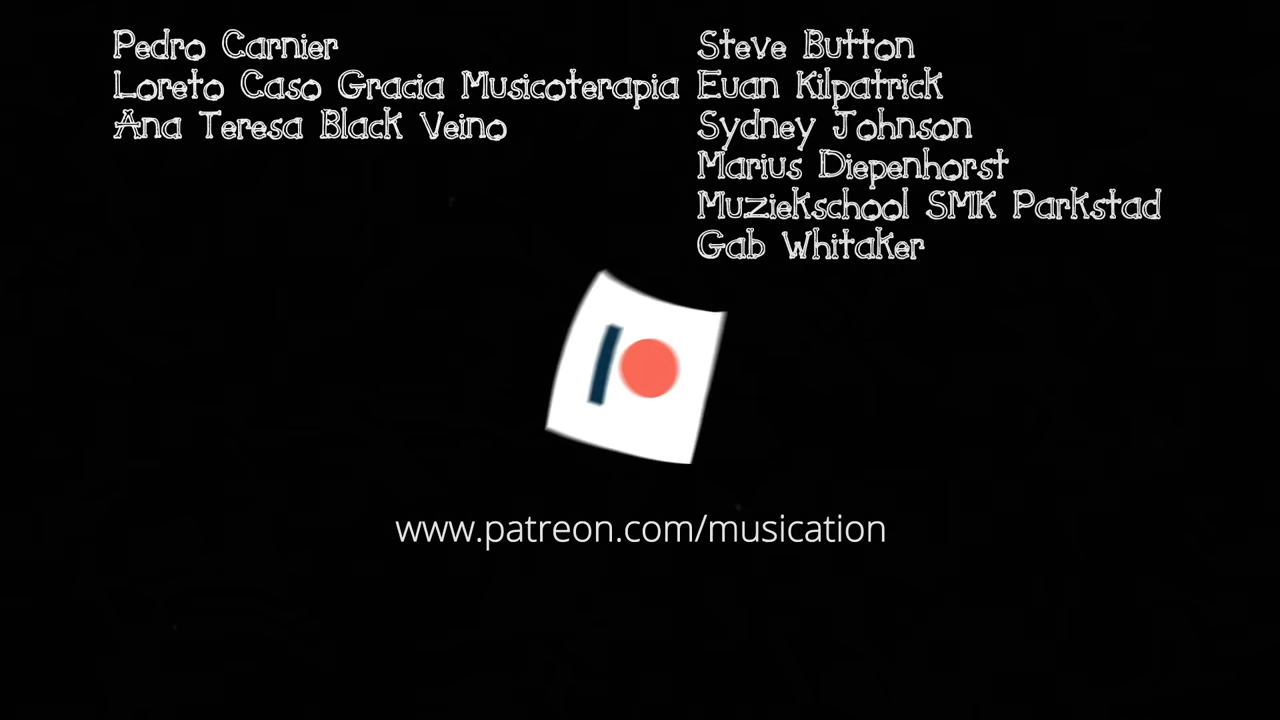 Pedro Carnier
Loreto Caso Gracia Musicoterapia
Ana Teresa Black Veino
Steve Button
Euan Kilpatrick
Sydney Johnson
Marius Diepenhorst
Muziekschool SMK Parkstad
Gab Whitaker
www.patreon.com/musication